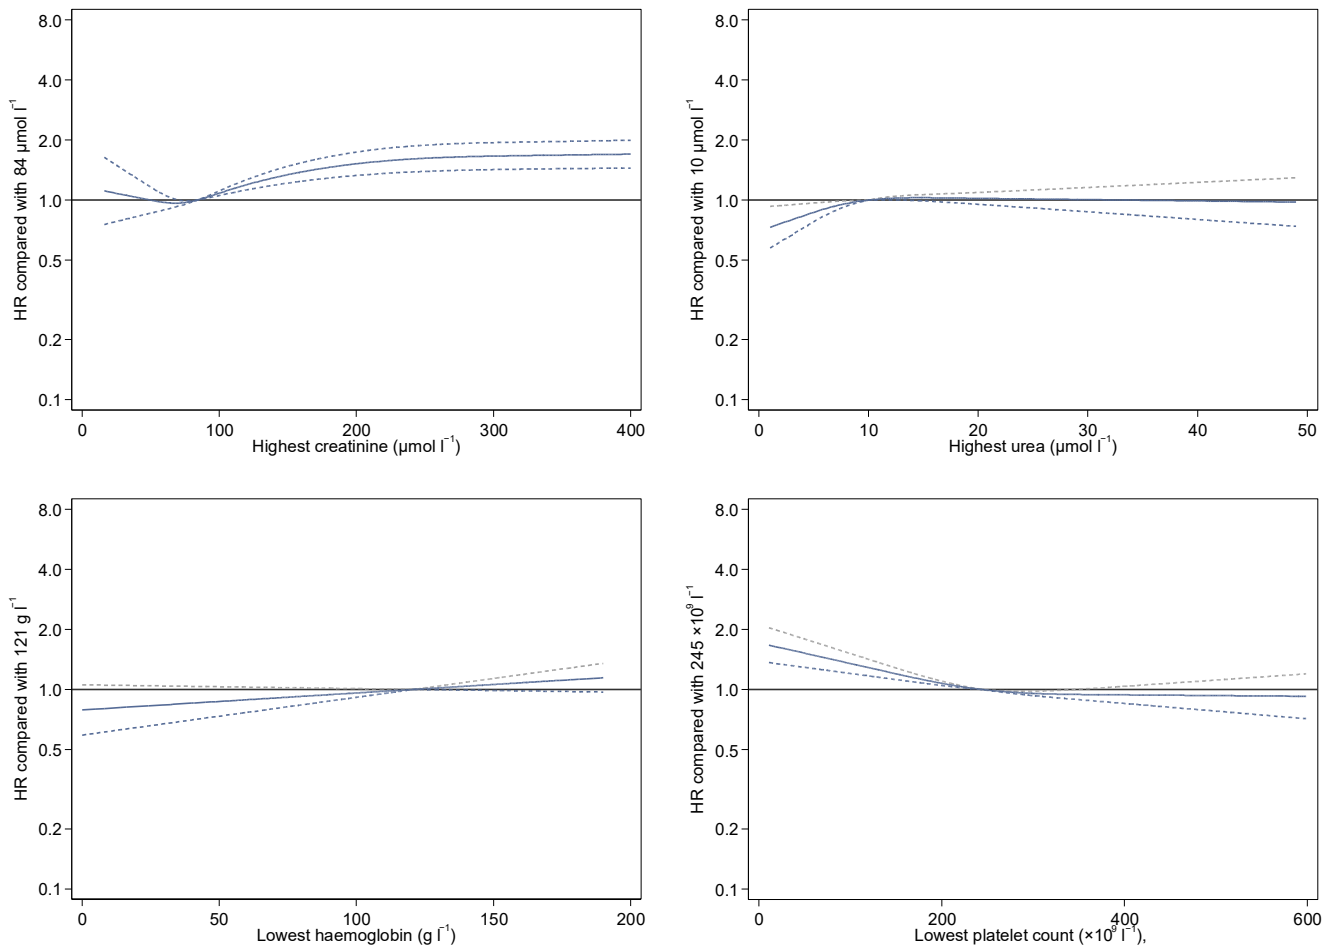 HR compared with 84 µmol l⁻¹
8.0
4.0
2.0
1.0
0.5
0.2
0.1
0 100 200 300 400
Highest creatinine (µmol l⁻¹)
HR compared with 10 µmol l⁻¹
8.0
4.0
2.0
1.0
0.5
0.2
0.1
0 10 20 30 40 50
Highest urea (µmol l⁻¹)
HR compared with 121 g l⁻¹
8.0
4.0
2.0
1.0
0.5
0.2
0.1
0 50 100 150 200
Lowest haemoglobin (g l⁻¹)
HR compared with 245 ×10⁹ l⁻¹
8.0
4.0
2.0
1.0
0.5
0.2
0.1
0 200 400 600
Lowest platelet count (×10⁹ l⁻¹),